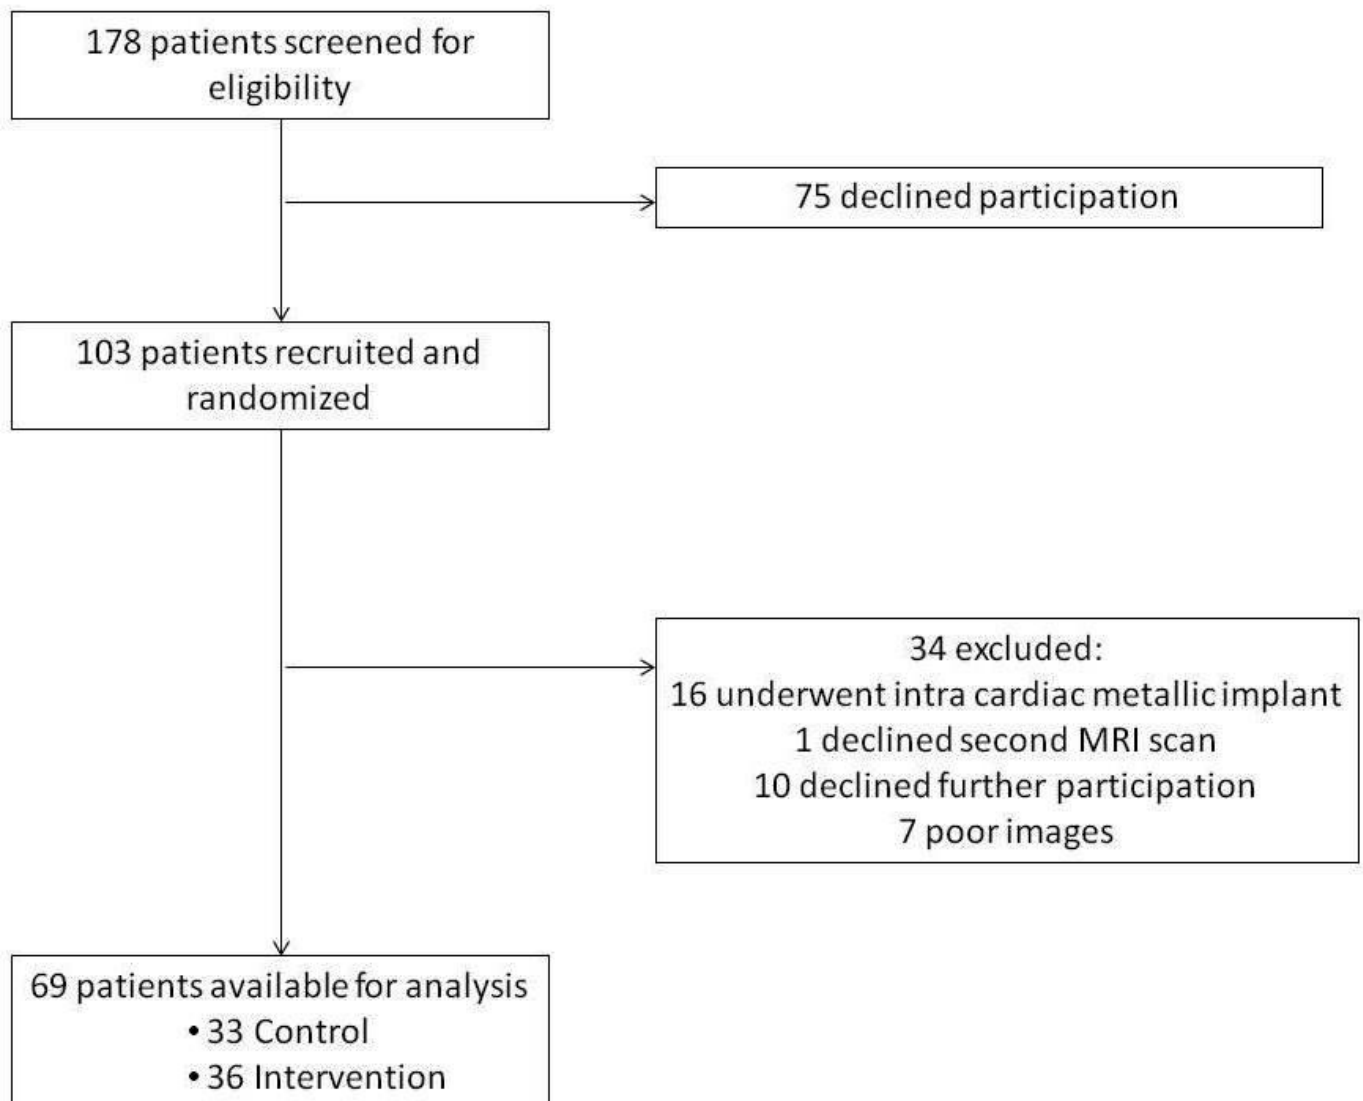 178 patients screened for
eligibility
75 declined participation
103 patients recruited and
randomized
34 excluded:
16 underwent intra cardiac metallic implant
1 declined second MRI scan
10 declined further participation
7 poor images
69 patients available for analysis
• 33 Control
• 36 Intervention